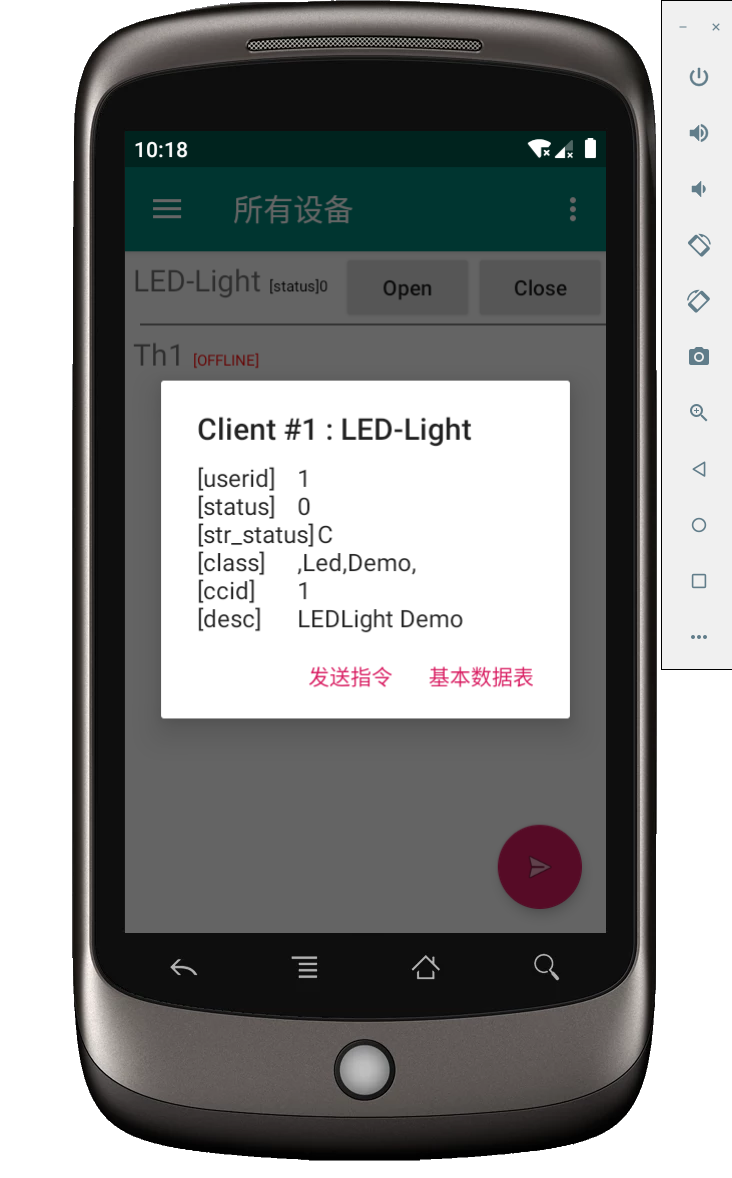 10:18
所有设备
LED-Light [status]0 Open Close
Th1 [OFFLINE]
Client #1 : LED-Light
[userid] 1
[status] 0
[str_status] C
[class] ,Led,Demo,
[ccid] 1
[desc] LEDLight Demo
发送指令 基本数据表